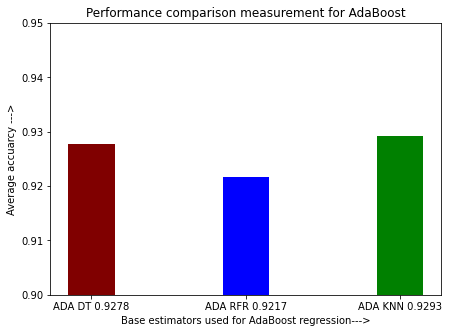 Performance comparison measurement for AdaBoost
0.95
0.94
0.93
0.92
0.91
0.90
Average accuarcy --->
ADA DT 0.9278
ADA RFR 0.9217
ADA KNN 0.9293
Base estimators used for AdaBoost regression--->